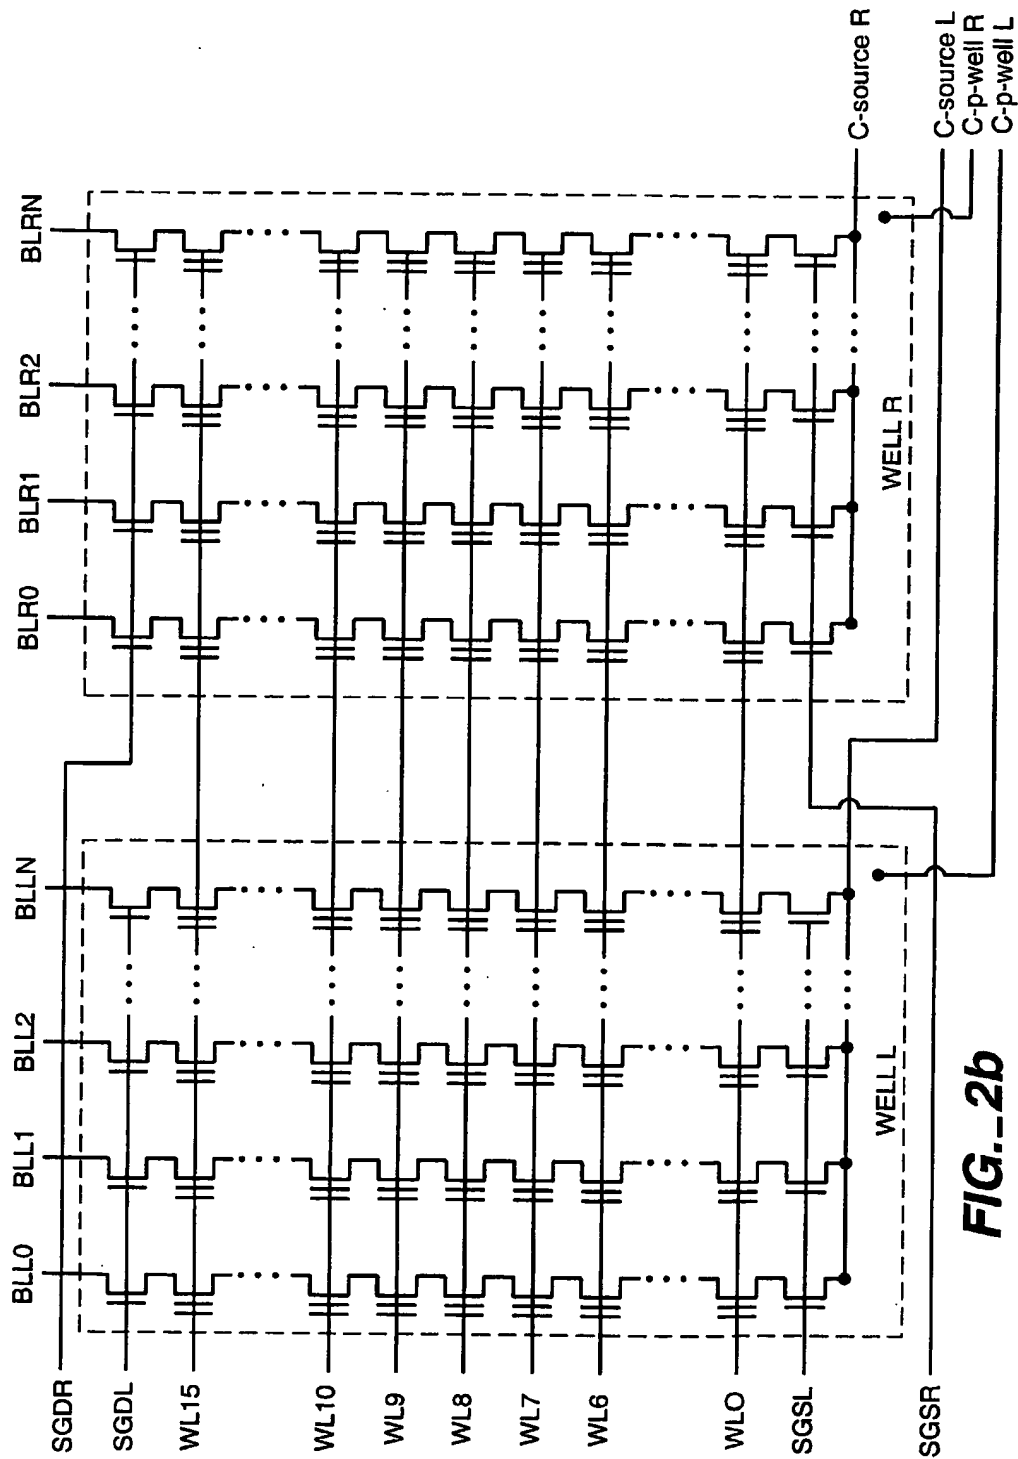 BLL0
BLL1
BLL2
BLLN
BLR0
BLR1
BLR2
BLRN
SGDR
SGDL
WL15
WL10
WL9
WL8
WL7
WL6
WLO
SGSL
SGSR
WELL L
WELL R
C-source R
C-source L
C-p-well R
C-p-well L
FIG._2b